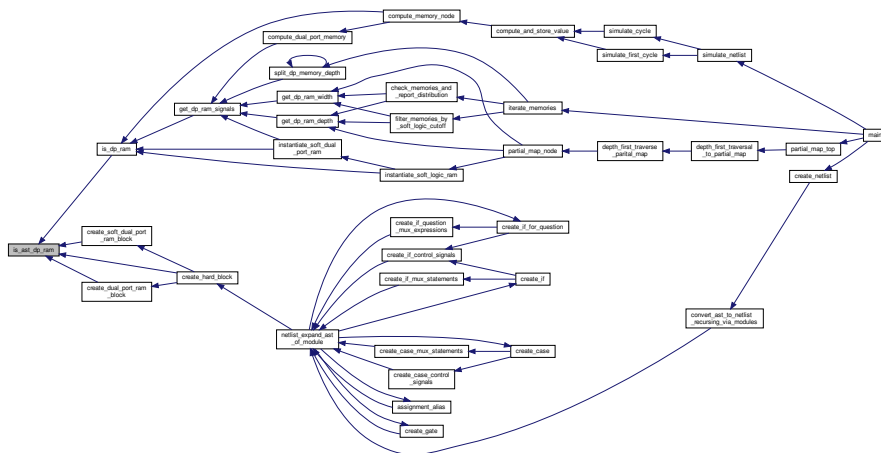 compute_memory_node
compute_dual_port_memory
compute_and_store_value
simulate_cycle
simulate_first_cycle
simulate_netlist
split_dp_memory_depth
get_dp_ram_signals
get_dp_ram_width
check_memories_and
_report_distribution
iterate_memories
get_dp_ram_depth
filter_memories_by
_soft_logic_cutoff
main
is_dp_ram
instantiate_soft_dual
_port_ram
partial_map_node
depth_first_traverse
_parital_map
depth_first_traversal
_to_partial_map
partial_map_top
instantiate_soft_logic_ram
create_netlist
create_soft_dual_port
_ram_block
is_ast_dp_ram
create_hard_block
create_dual_port_ram
_block
create_if_question
_mux_expressions
create_if_for_question
create_if_control_signals
create_if_mux_statements
create_if
convert_ast_to_netlist
_recursing_via_modules
netlist_expand_ast
_of_module
create_case_mux_statements
create_case
create_case_control
_signals
assignment_alias
create_gate